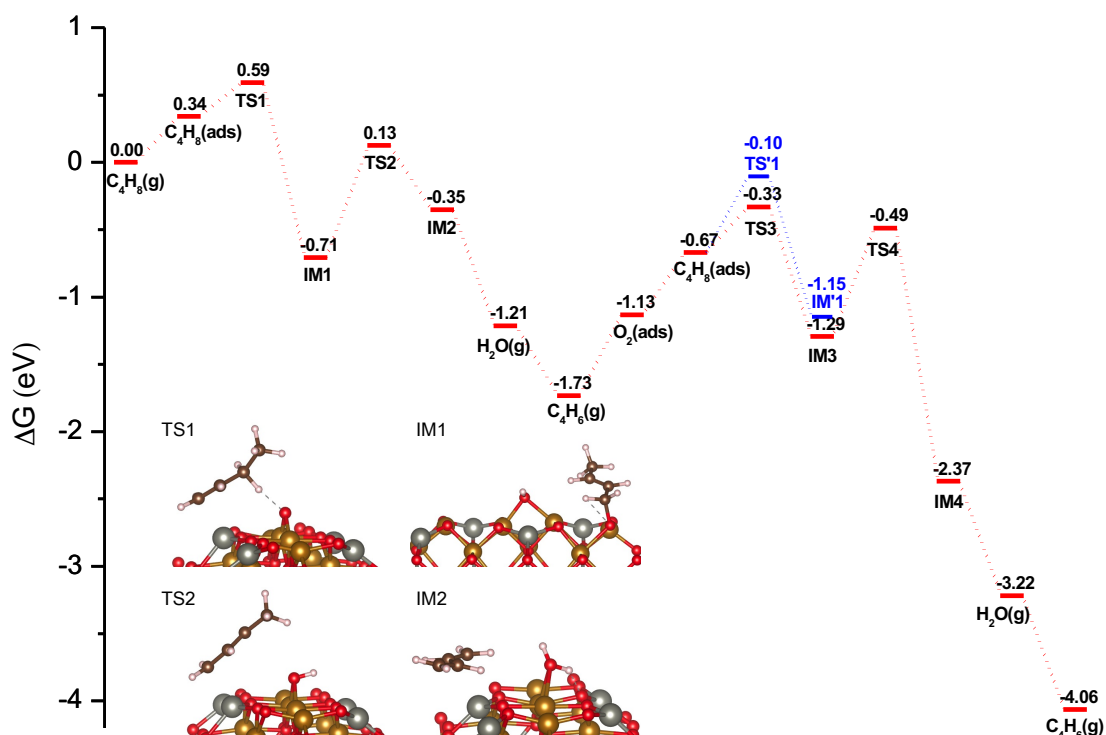 1
0
-1
-2
-3
-4
ΔG (eV)
0.00
C₄H₈(g)
0.34
C₄H₈(ads)
0.59
TS1
-0.71
IM1
0.13
TS2
-0.35
IM2
-1.21
H₂O(g)
-1.73
C₄H₆(g)
-1.13
O₂(ads)
-0.67
C₄H₈(ads)
-0.10
TS'1
-0.33
TS3
-1.15
IM'1
-1.29
IM3
-0.49
TS4
-2.37
IM4
-3.22
H₂O(g)
-4.06
C₄H₆(g)
TS1
IM1
TS2
IM2